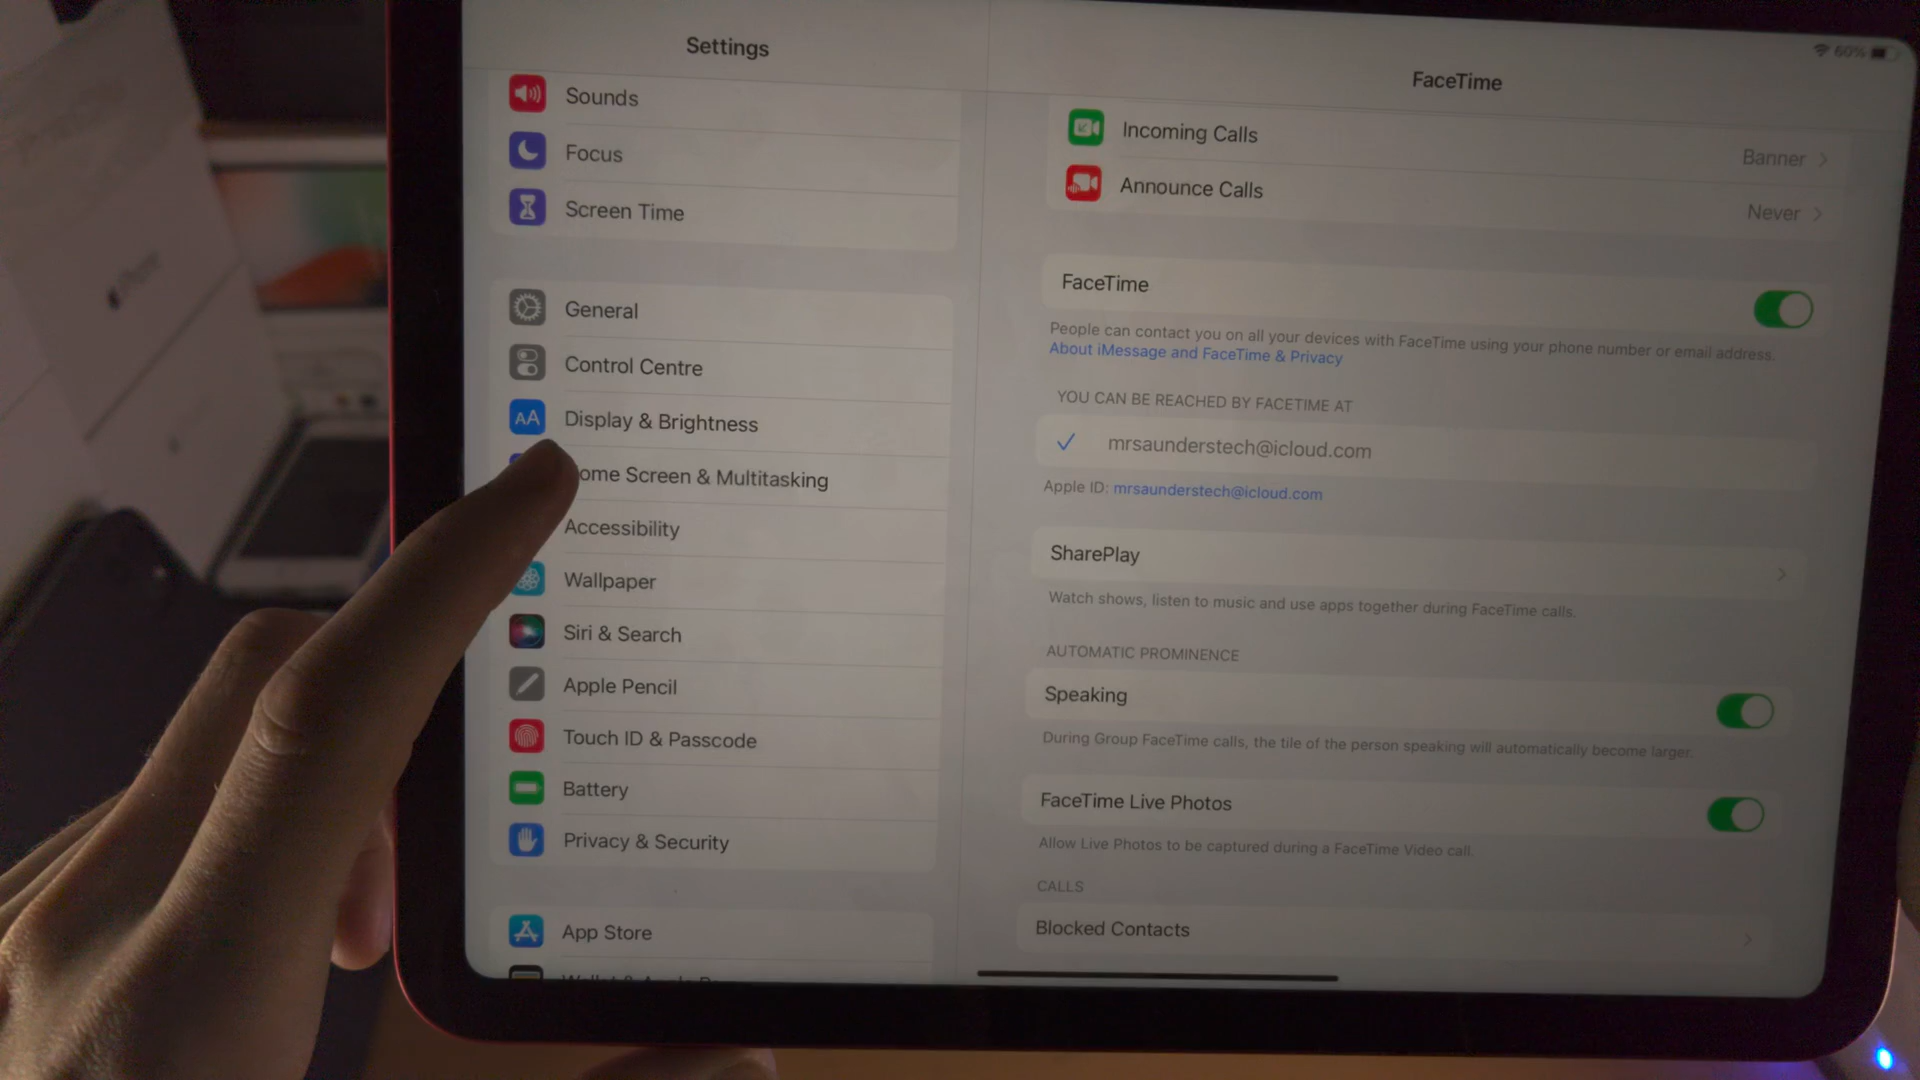 Settings
Sounds
Focus
Screen Time
General
Control Centre
AA
Display & Brightness
ome Screen & Multitasking
Accessibility
Wallpaper
Siri & Search
Apple Pencil
Touch ID & Passcode
Battery
Privacy & Security
App Store
60%
FaceTime
Incoming Calls
Banner
Announce Calls
Never
FaceTime
People can contact you on all your devices with FaceTime using your phone number or email address.
About iMessage and FaceTime & Privacy
YOU CAN BE REACHED BY FACETIME AT
mrsaunderstech@icloud.com
Apple ID: mrsaunderstech@icloud.com
SharePlay
Watch shows, listen to music and use apps together during FaceTime calls.
AUTOMATIC PROMINENCE
Speaking
During Group FaceTime calls, the tile of the person speaking will automatically become larger.
FaceTime Live Photos
Allow Live Photos to be captured during a FaceTime Video call.
CALLS
Blocked Contacts
iPhone